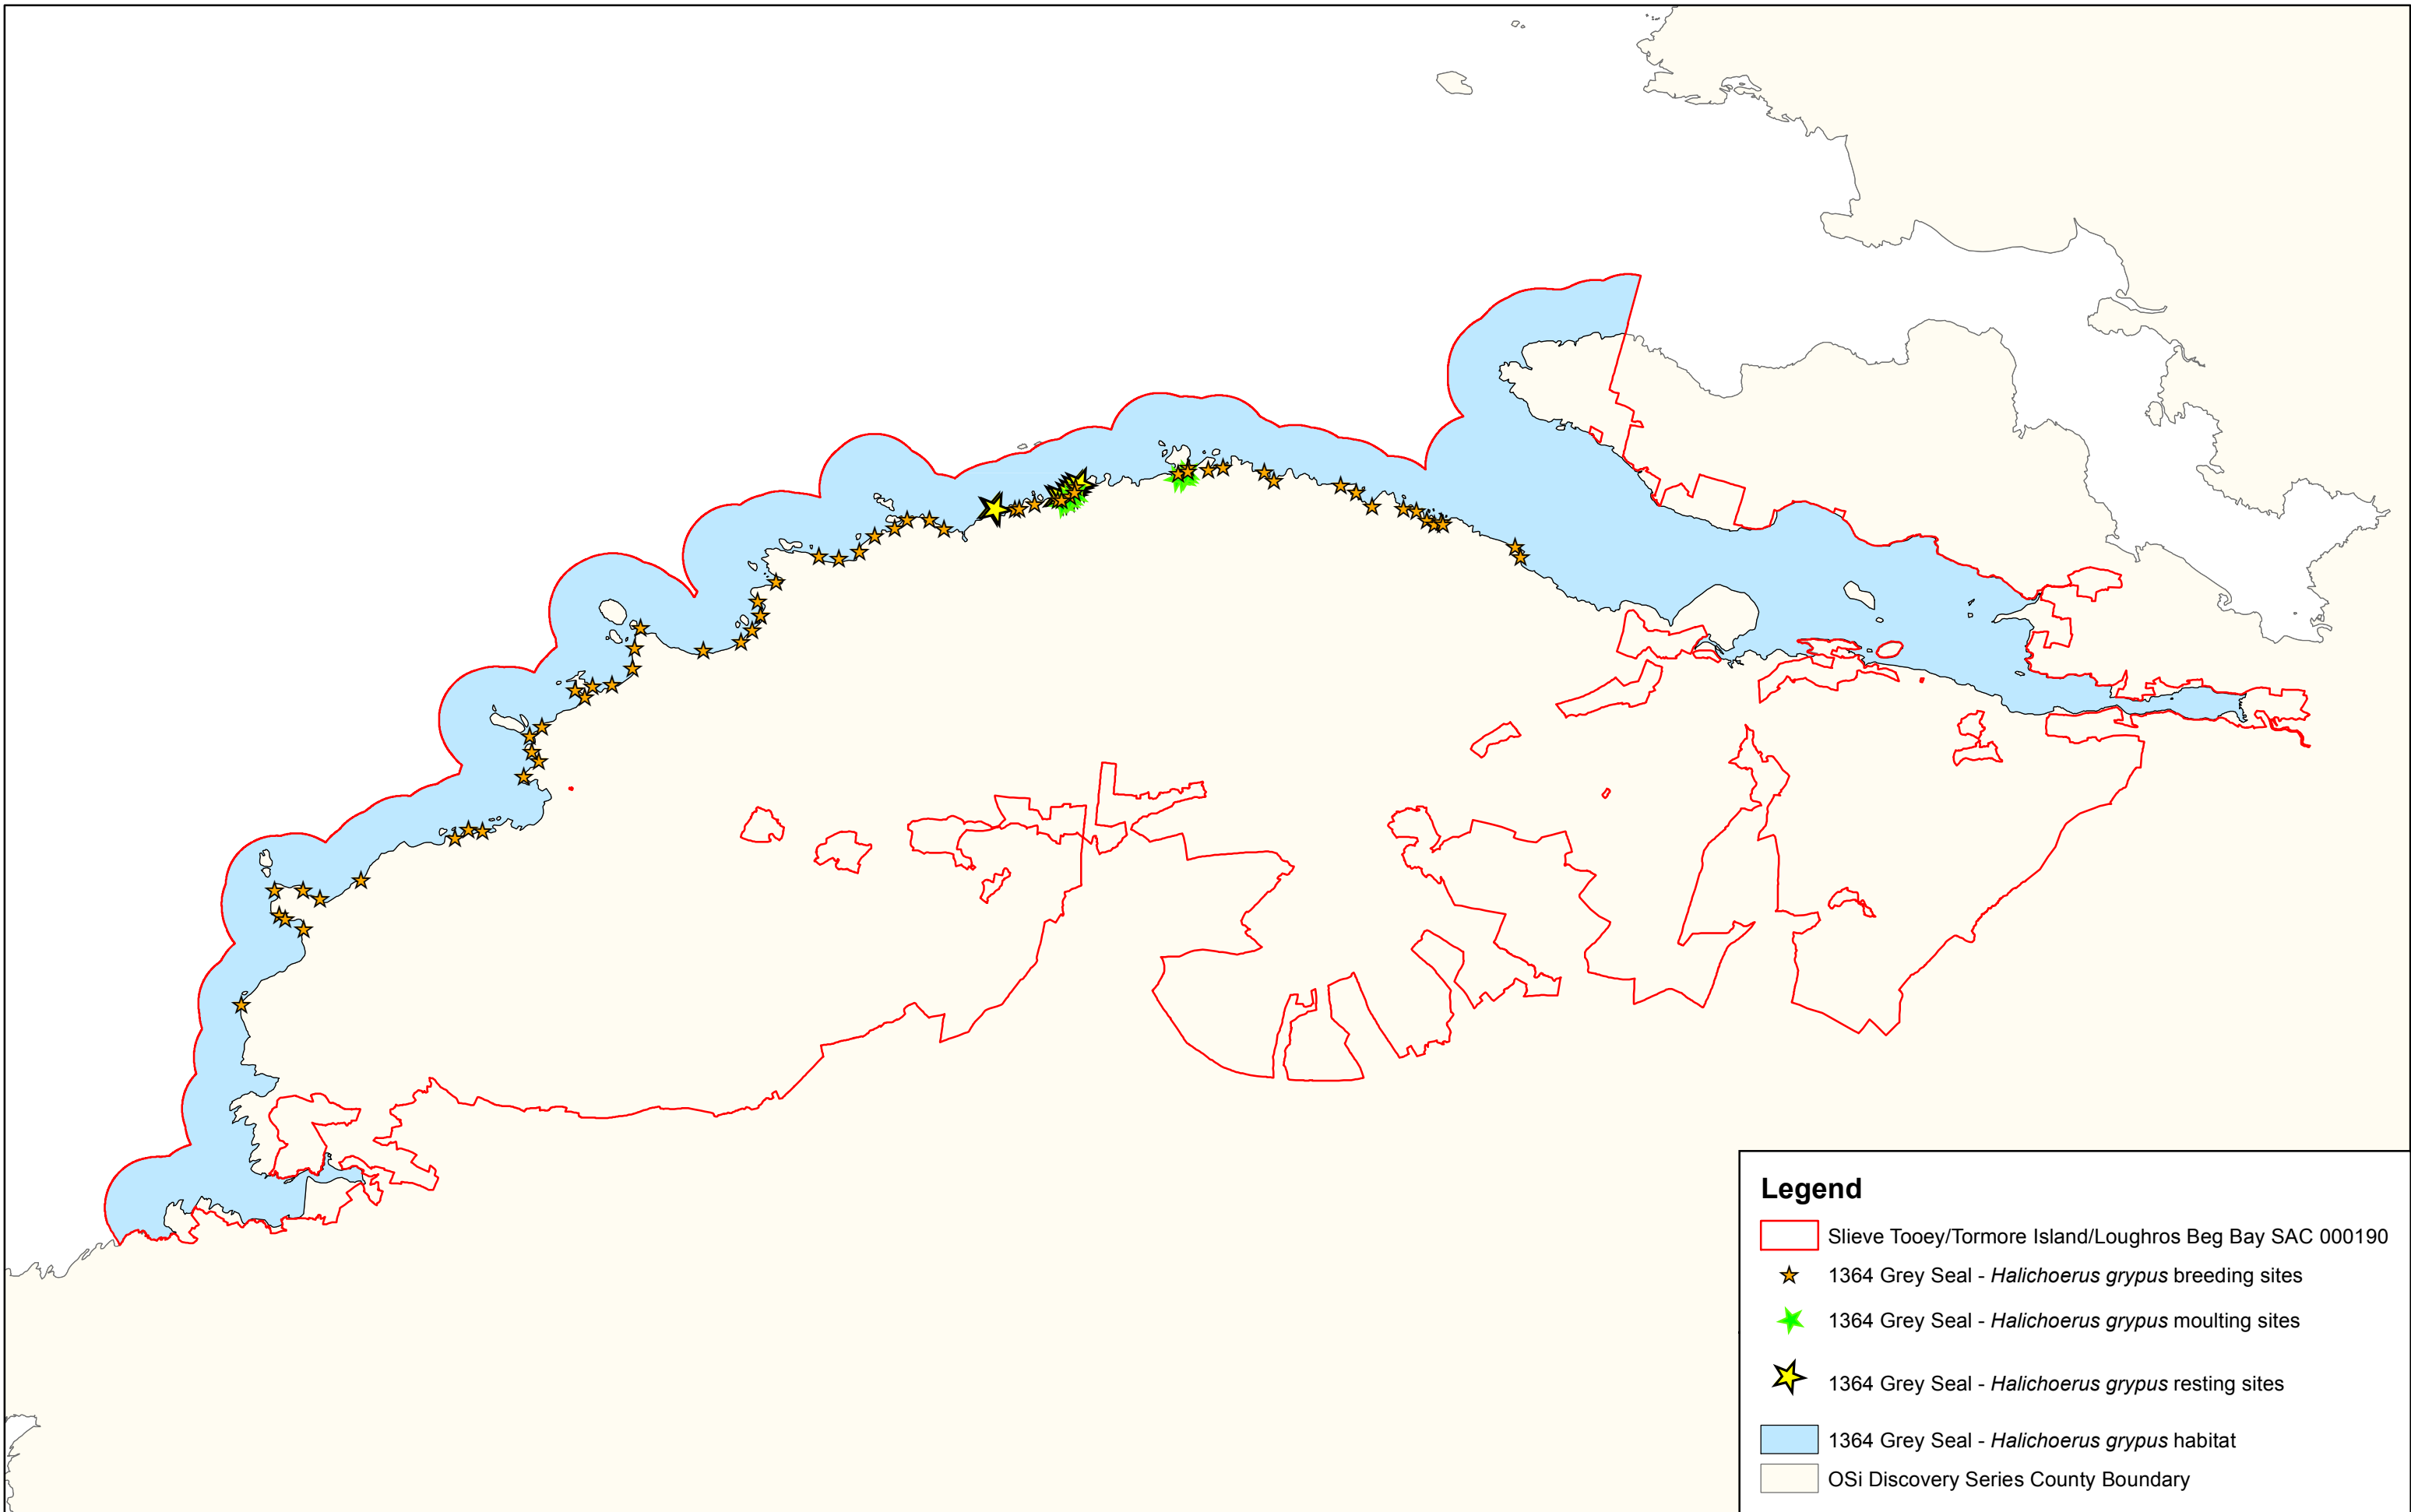 Legend
Slieve Tooey/Tormore Island/Loughros Beg Bay SAC 000190
1364 Grey Seal - Halichoerus grypus breeding sites
1364 Grey Seal - Halichoerus grypus moulting sites
1364 Grey Seal - Halichoerus grypus resting sites
1364 Grey Seal - Halichoerus grypus habitat
OSi Discovery Series County Boundary